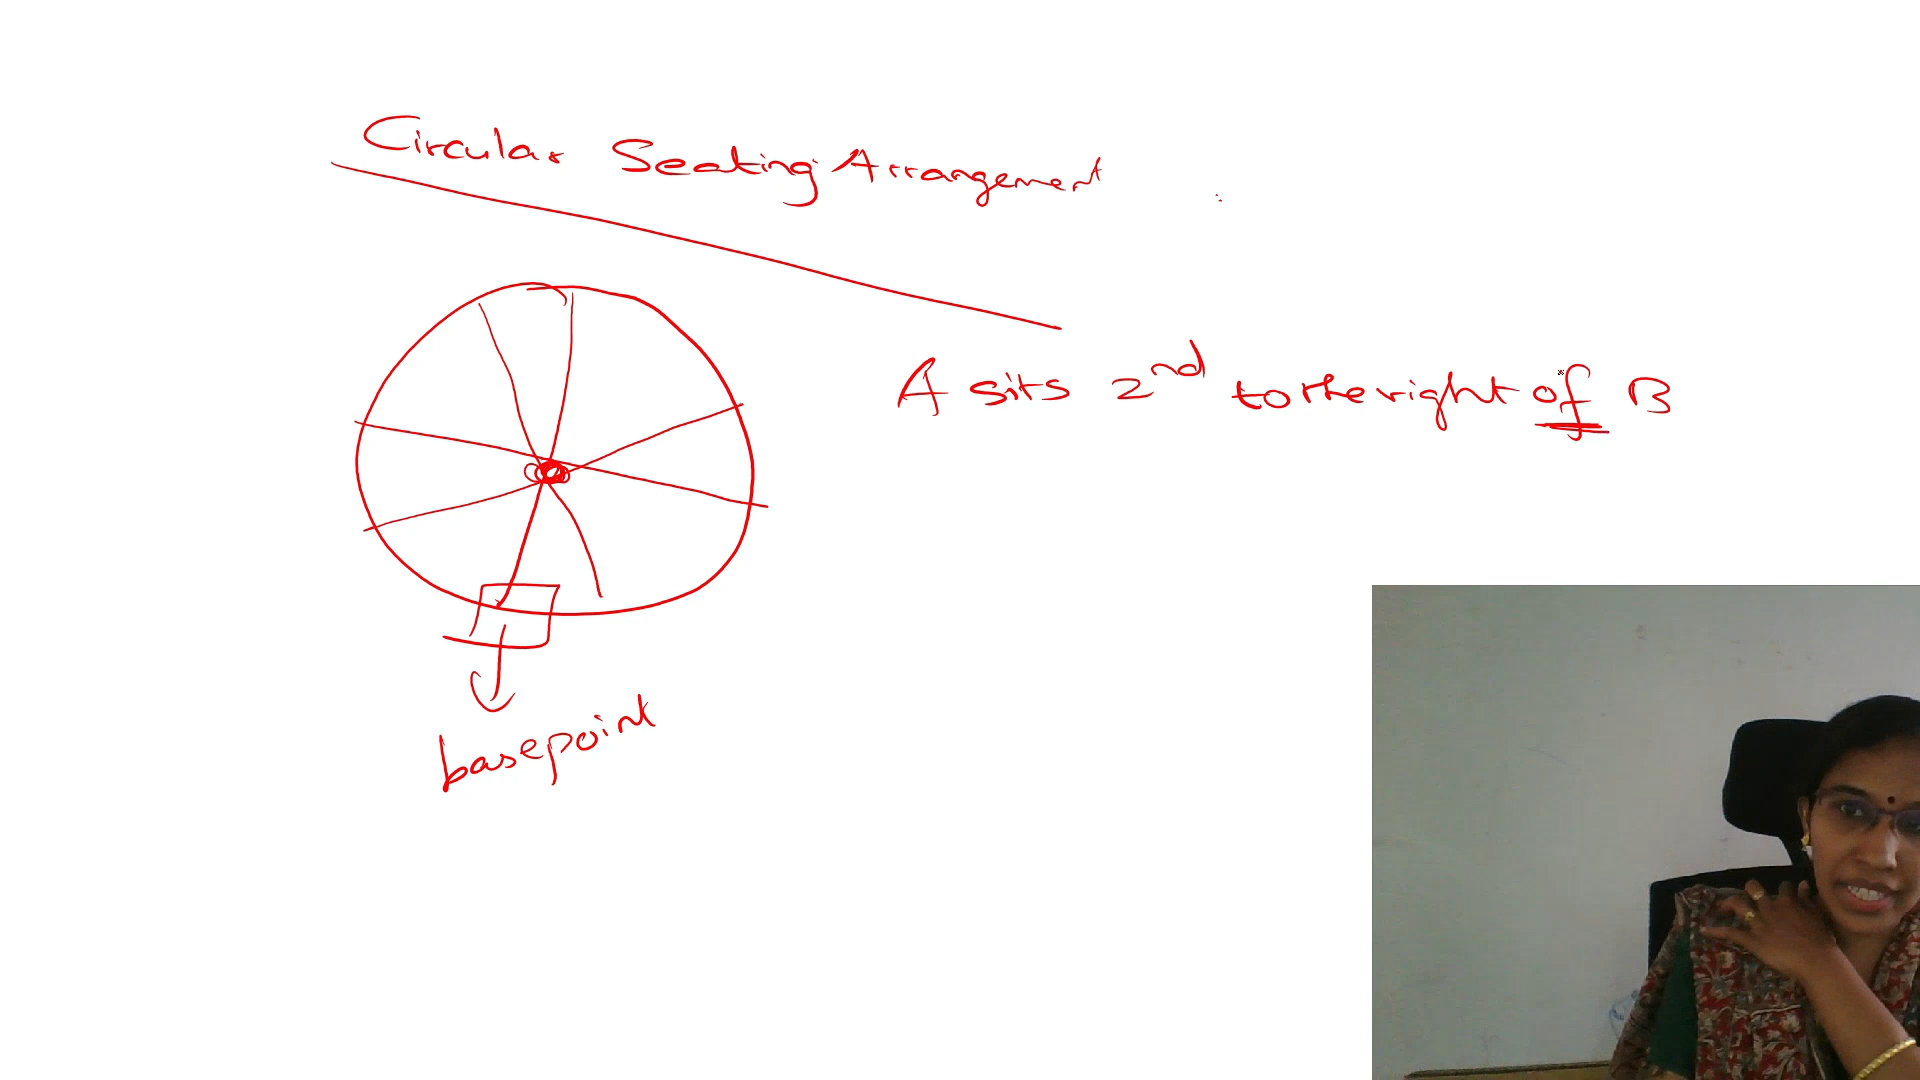 Circular Seating Arrangement
A sits 2nd to the right of B
basepoint